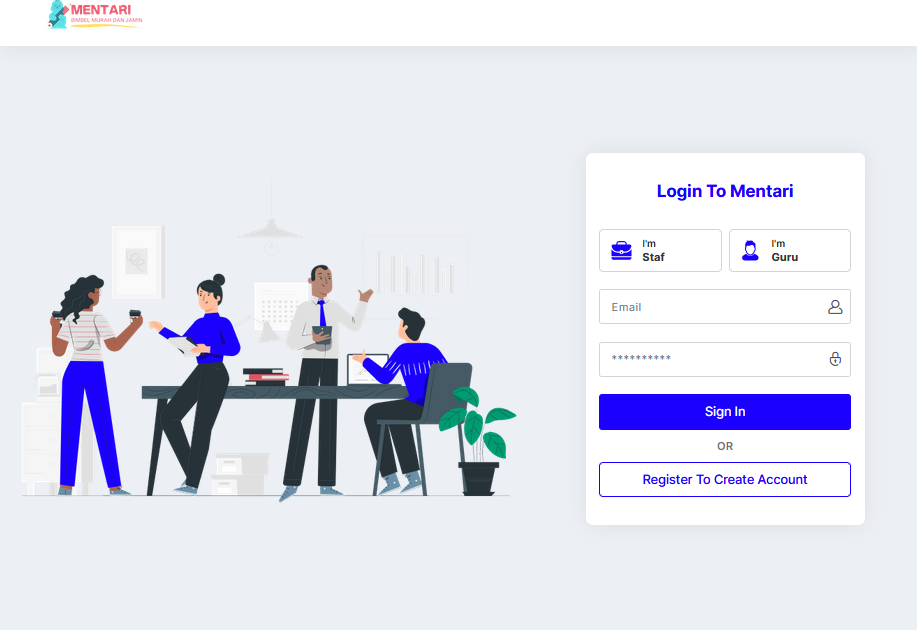 MENTARI
BIMBEL MURAH DAN JAMIN
Login To Mentari
I'm
Staf
I'm
Guru
Email
**********
Sign In
OR
Register To Create Account